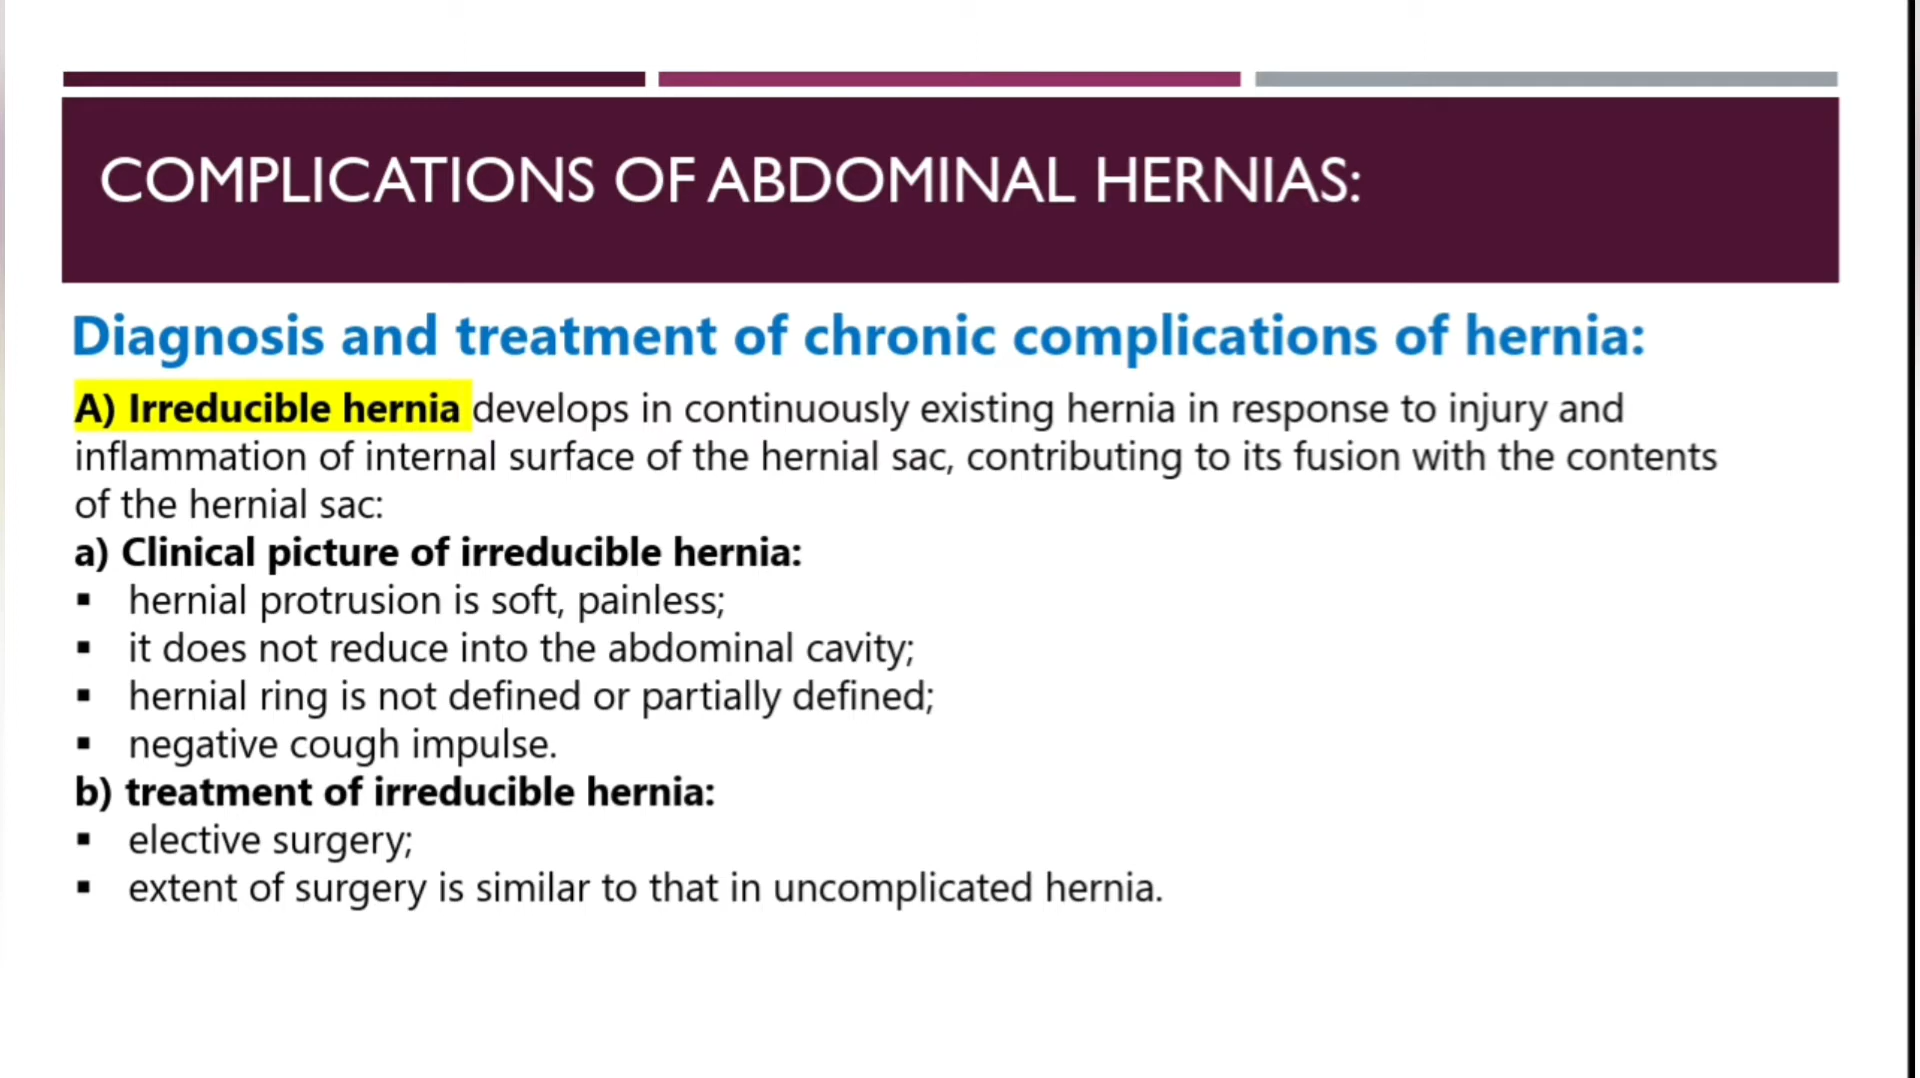 COMPLICATIONS OF ABDOMINAL HERNIAS:
Diagnosis and treatment of chronic complications of hernia:
A) Irreducible hernia develops in continuously existing hernia in response to injury and
inflammation of internal surface of the hernial sac, contributing to its fusion with the contents
of the hernial sac:
a) Clinical picture of irreducible hernia:
▪ hernial protrusion is soft, painless;
▪ it does not reduce into the abdominal cavity;
▪ hernial ring is not defined or partially defined;
▪ negative cough impulse.
b) treatment of irreducible hernia:
▪ elective surgery;
▪ extent of surgery is similar to that in uncomplicated hernia.